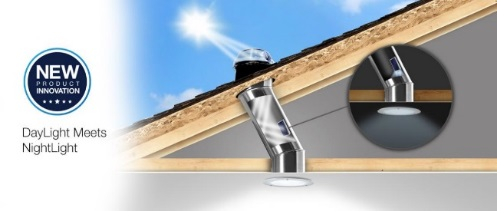 NEW
PRODUCT
INNOVATION
DayLight Meets
NightLight